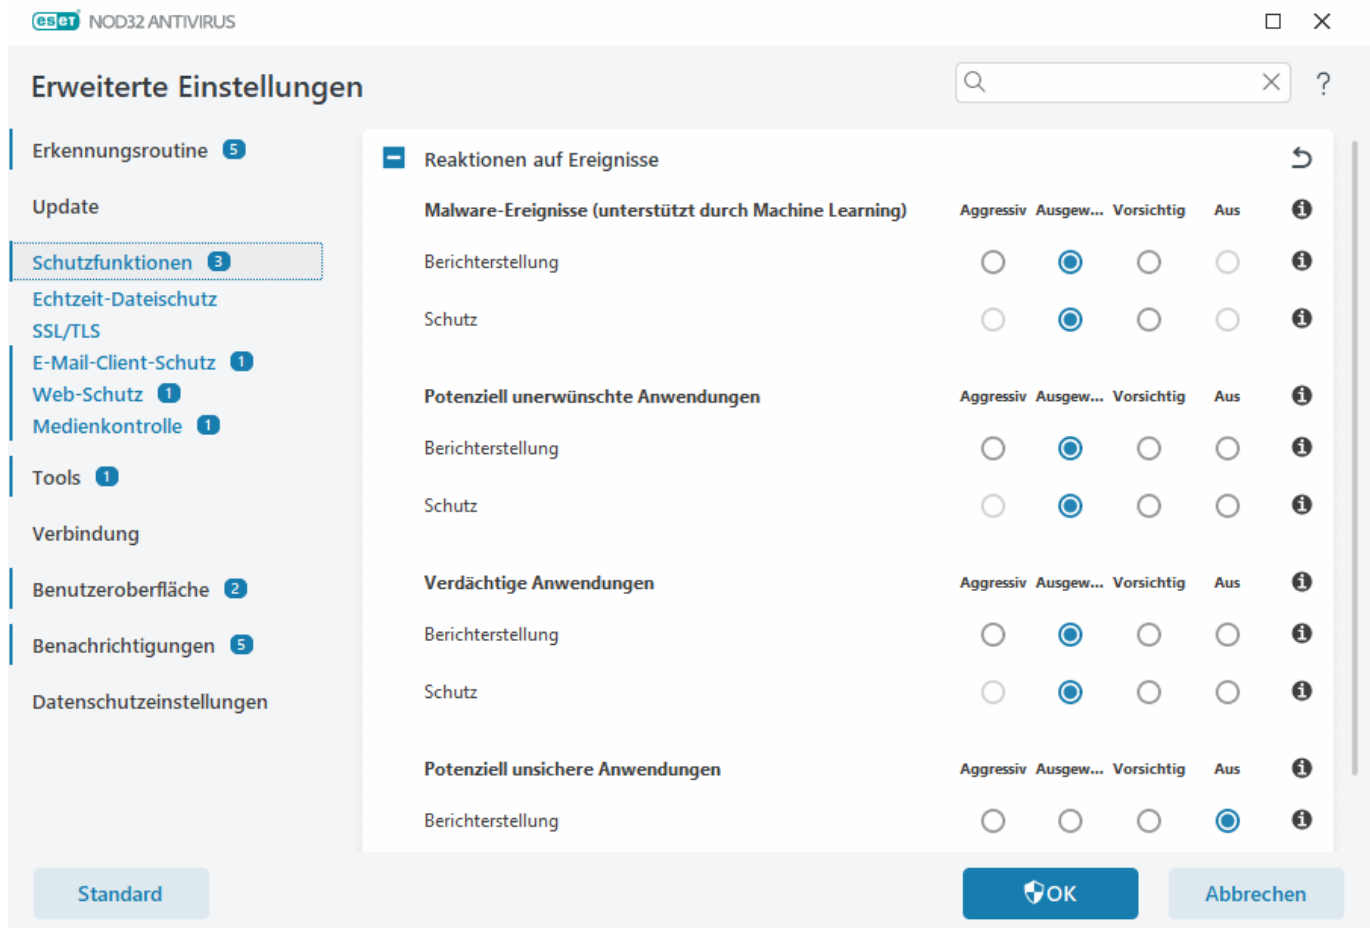 eset NOD32 ANTIVIRUS
Erweiterte Einstellungen
?
Erkennungsroutine 5
Update
Schutzfunktionen 3
Echtzeit-Dateischutz
SSL/TLS
E-Mail-Client-Schutz 1
Web-Schutz 1
Medienkontrolle 1
Tools 1
Verbindung
Benutzeroberfläche 2
Benachrichtigungen 5
Datenschutzeinstellungen
Reaktionen auf Ereignisse
Malware-Ereignisse (unterstützt durch Machine Learning) Aggressiv Ausgew... Vorsichtig Aus
Berichterstellung
Schutz
Potenziell unerwünschte Anwendungen Aggressiv Ausgew... Vorsichtig Aus
Berichterstellung
Schutz
Verdächtige Anwendungen Aggressiv Ausgew... Vorsichtig Aus
Berichterstellung
Schutz
Potenziell unsichere Anwendungen Aggressiv Ausgew... Vorsichtig Aus
Berichterstellung
Standard OK Abbrechen